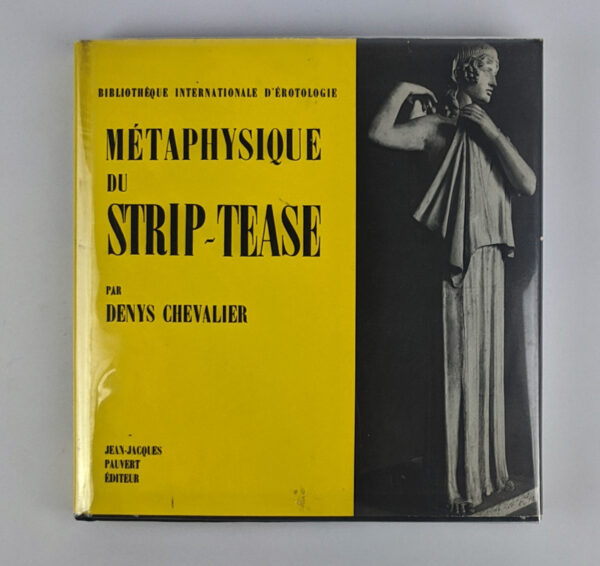 BIBLIOTHÈQUE INTERNATIONALE D'ÉROTOLOGIE
MÉTAPHYSIQUE
DU
STRIP-TEASE
PAR
DENYS CHEVALIER
JEAN-JACQUES
PAUVERT
ÉDITEUR